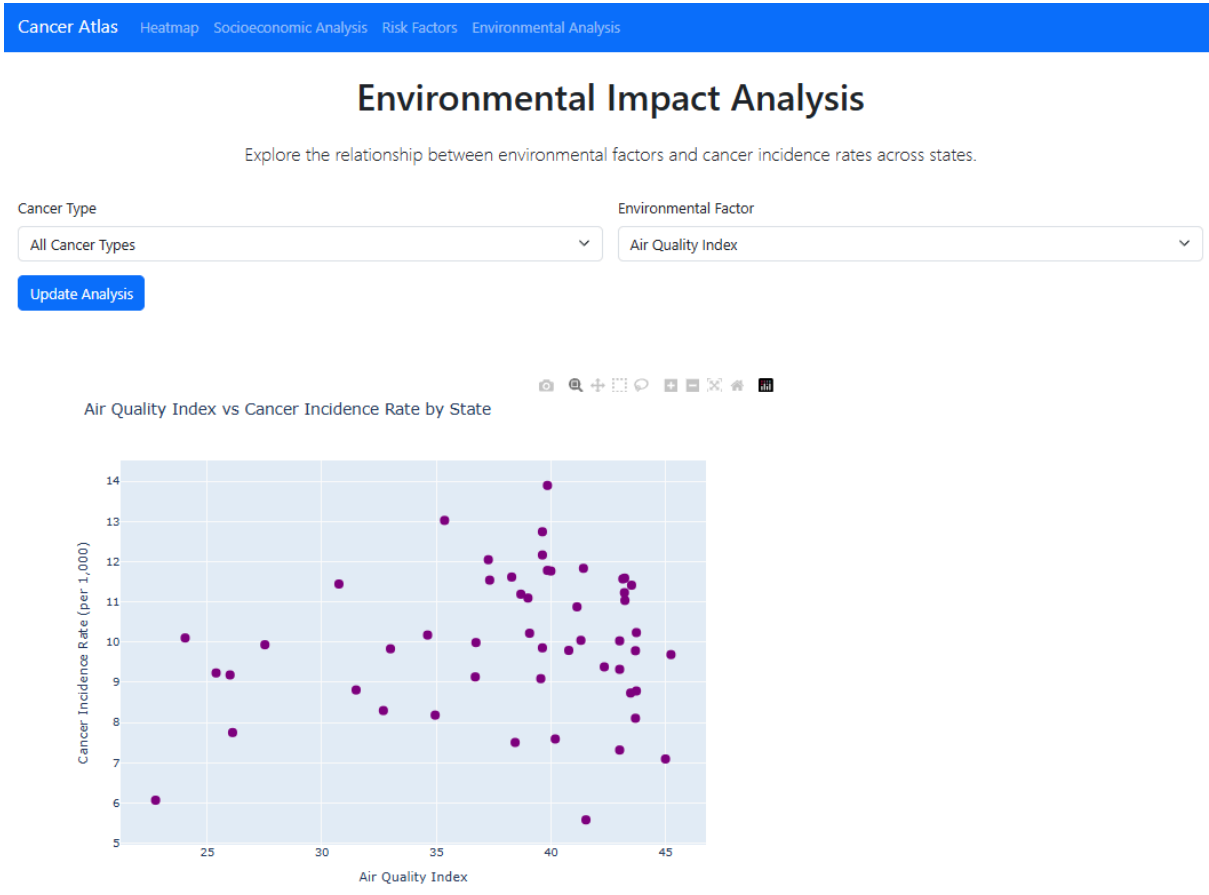 Cancer Atlas Heatmap Socioeconomic Analysis Risk Factors Environmental Analysis
Environmental Impact Analysis
Explore the relationship between environmental factors and cancer incidence rates across states.
Cancer Type
All Cancer Types
Environmental Factor
Air Quality Index
Update Analysis
Air Quality Index vs Cancer Incidence Rate by State
Cancer Incidence Rate (per 1,000)
14
13
12
11
10
9
8
7
6
5
25 30 35 40 45
Air Quality Index